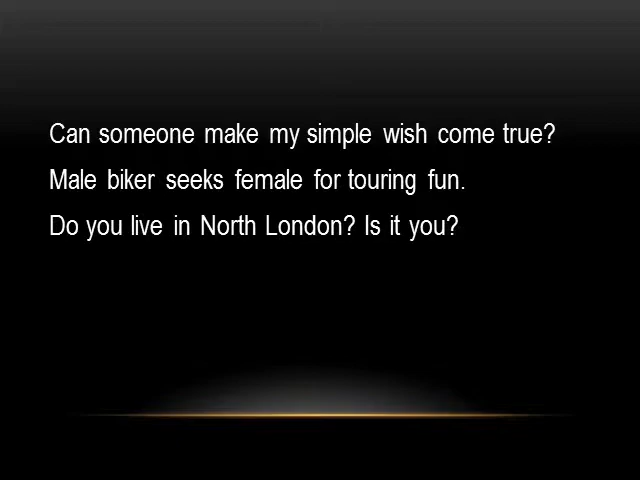 Can someone make my simple wish come true?
Male biker seeks female for touring fun.
Do you live in North London? Is it you?